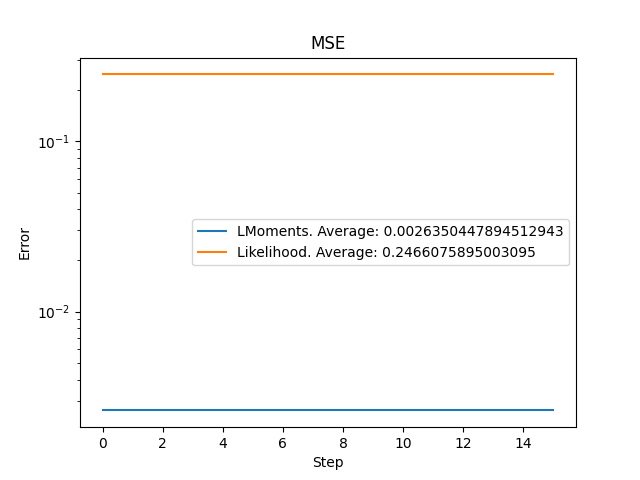 MSE
Error
10⁻¹
10⁻²
LMoments. Average: 0.0026350447894512943
Likelihood. Average: 0.2466075895003095
0 2 4 6 8 10 12 14
Step